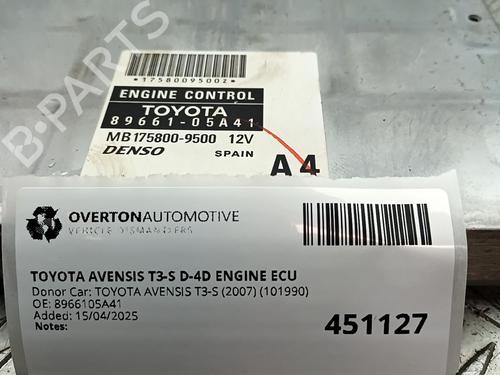 *17580095002*
ENGINE CONTROL
TOYOTA
89661-05A41
MB175800-9500 12V
DENSO SPAIN A4
B-PARTS
OVERTONAUTOMOTIVE
VEHICLE DISMANTLERS
TOYOTA AVENSIS T3-S D-4D ENGINE ECU
Donor Car: TOYOTA AVENSIS T3-S (2007) (101990)
OE: 8966105A41
Added: 15/04/2025
Notes:
451127